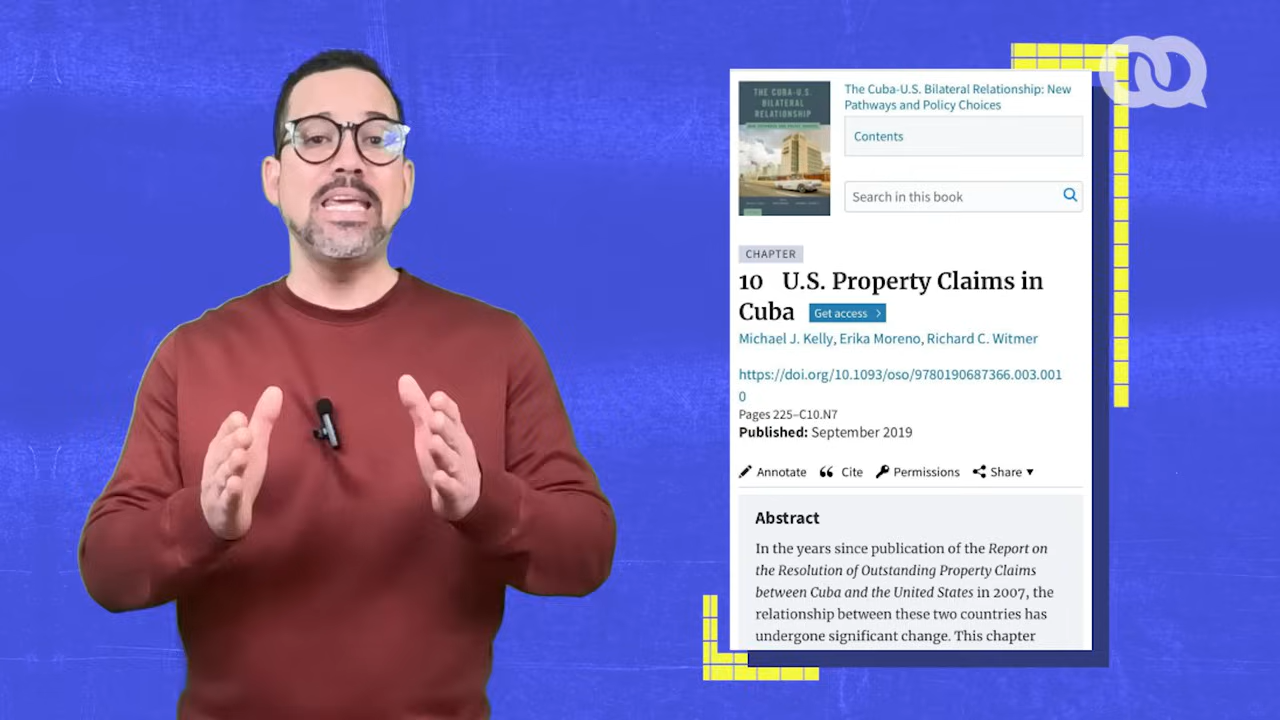 THE CUBA-U.S.
BILATERAL
RELATIONSHIP
The Cuba-U.S. Bilateral Relationship: New
Pathways and Policy Choices
Contents
Search in this book
CHAPTER
10 U.S. Property Claims in
Cuba Get access
Michael J. Kelly, Erika Moreno, Richard C. Witmer
https://doi.org/10.1093/oso/9780190687366.003.001
0
Pages 225–C10.N7
Published: September 2019
Annotate Cite Permissions Share
Abstract
In the years since publication of the Report on
the Resolution of Outstanding Property Claims
between Cuba and the United States in 2007, the
relationship between these two countries has
undergone significant change. This chapter